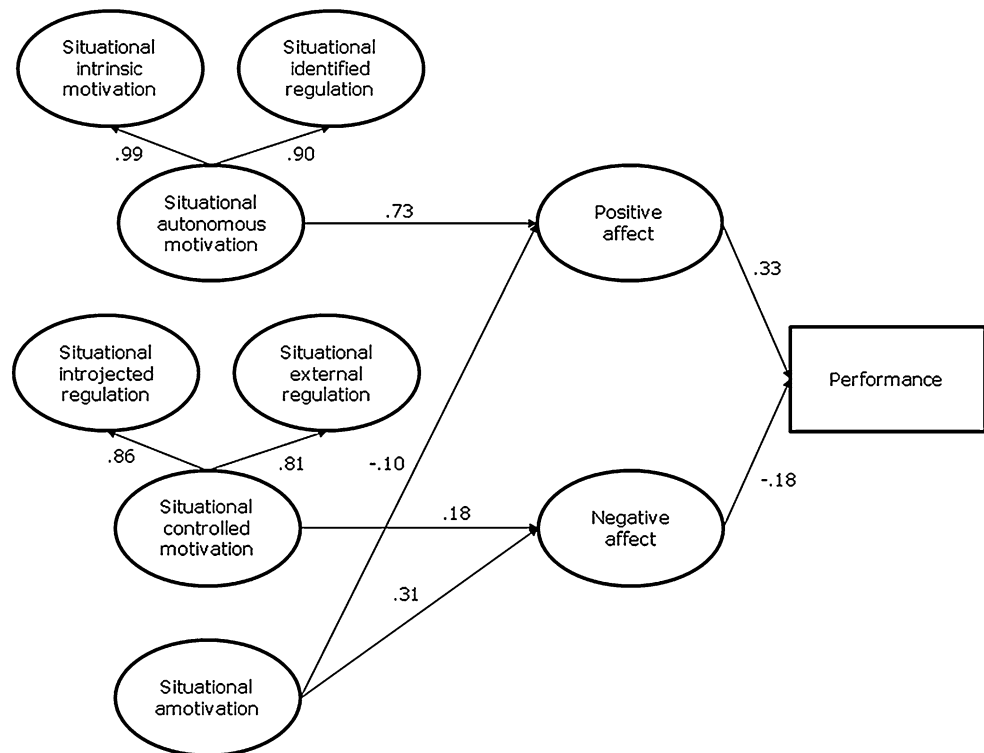 Situational
intrinsic
motivation
Situational
identified
regulation
.99
.90
Situational
autonomous
motivation
.73
Positive
affect
.33
Situational
introjected
regulation
Situational
external
regulation
Performance
.86
.81
-.10
-.18
Situational
controlled
motivation
.18
Negative
affect
.31
Situational
amotivation